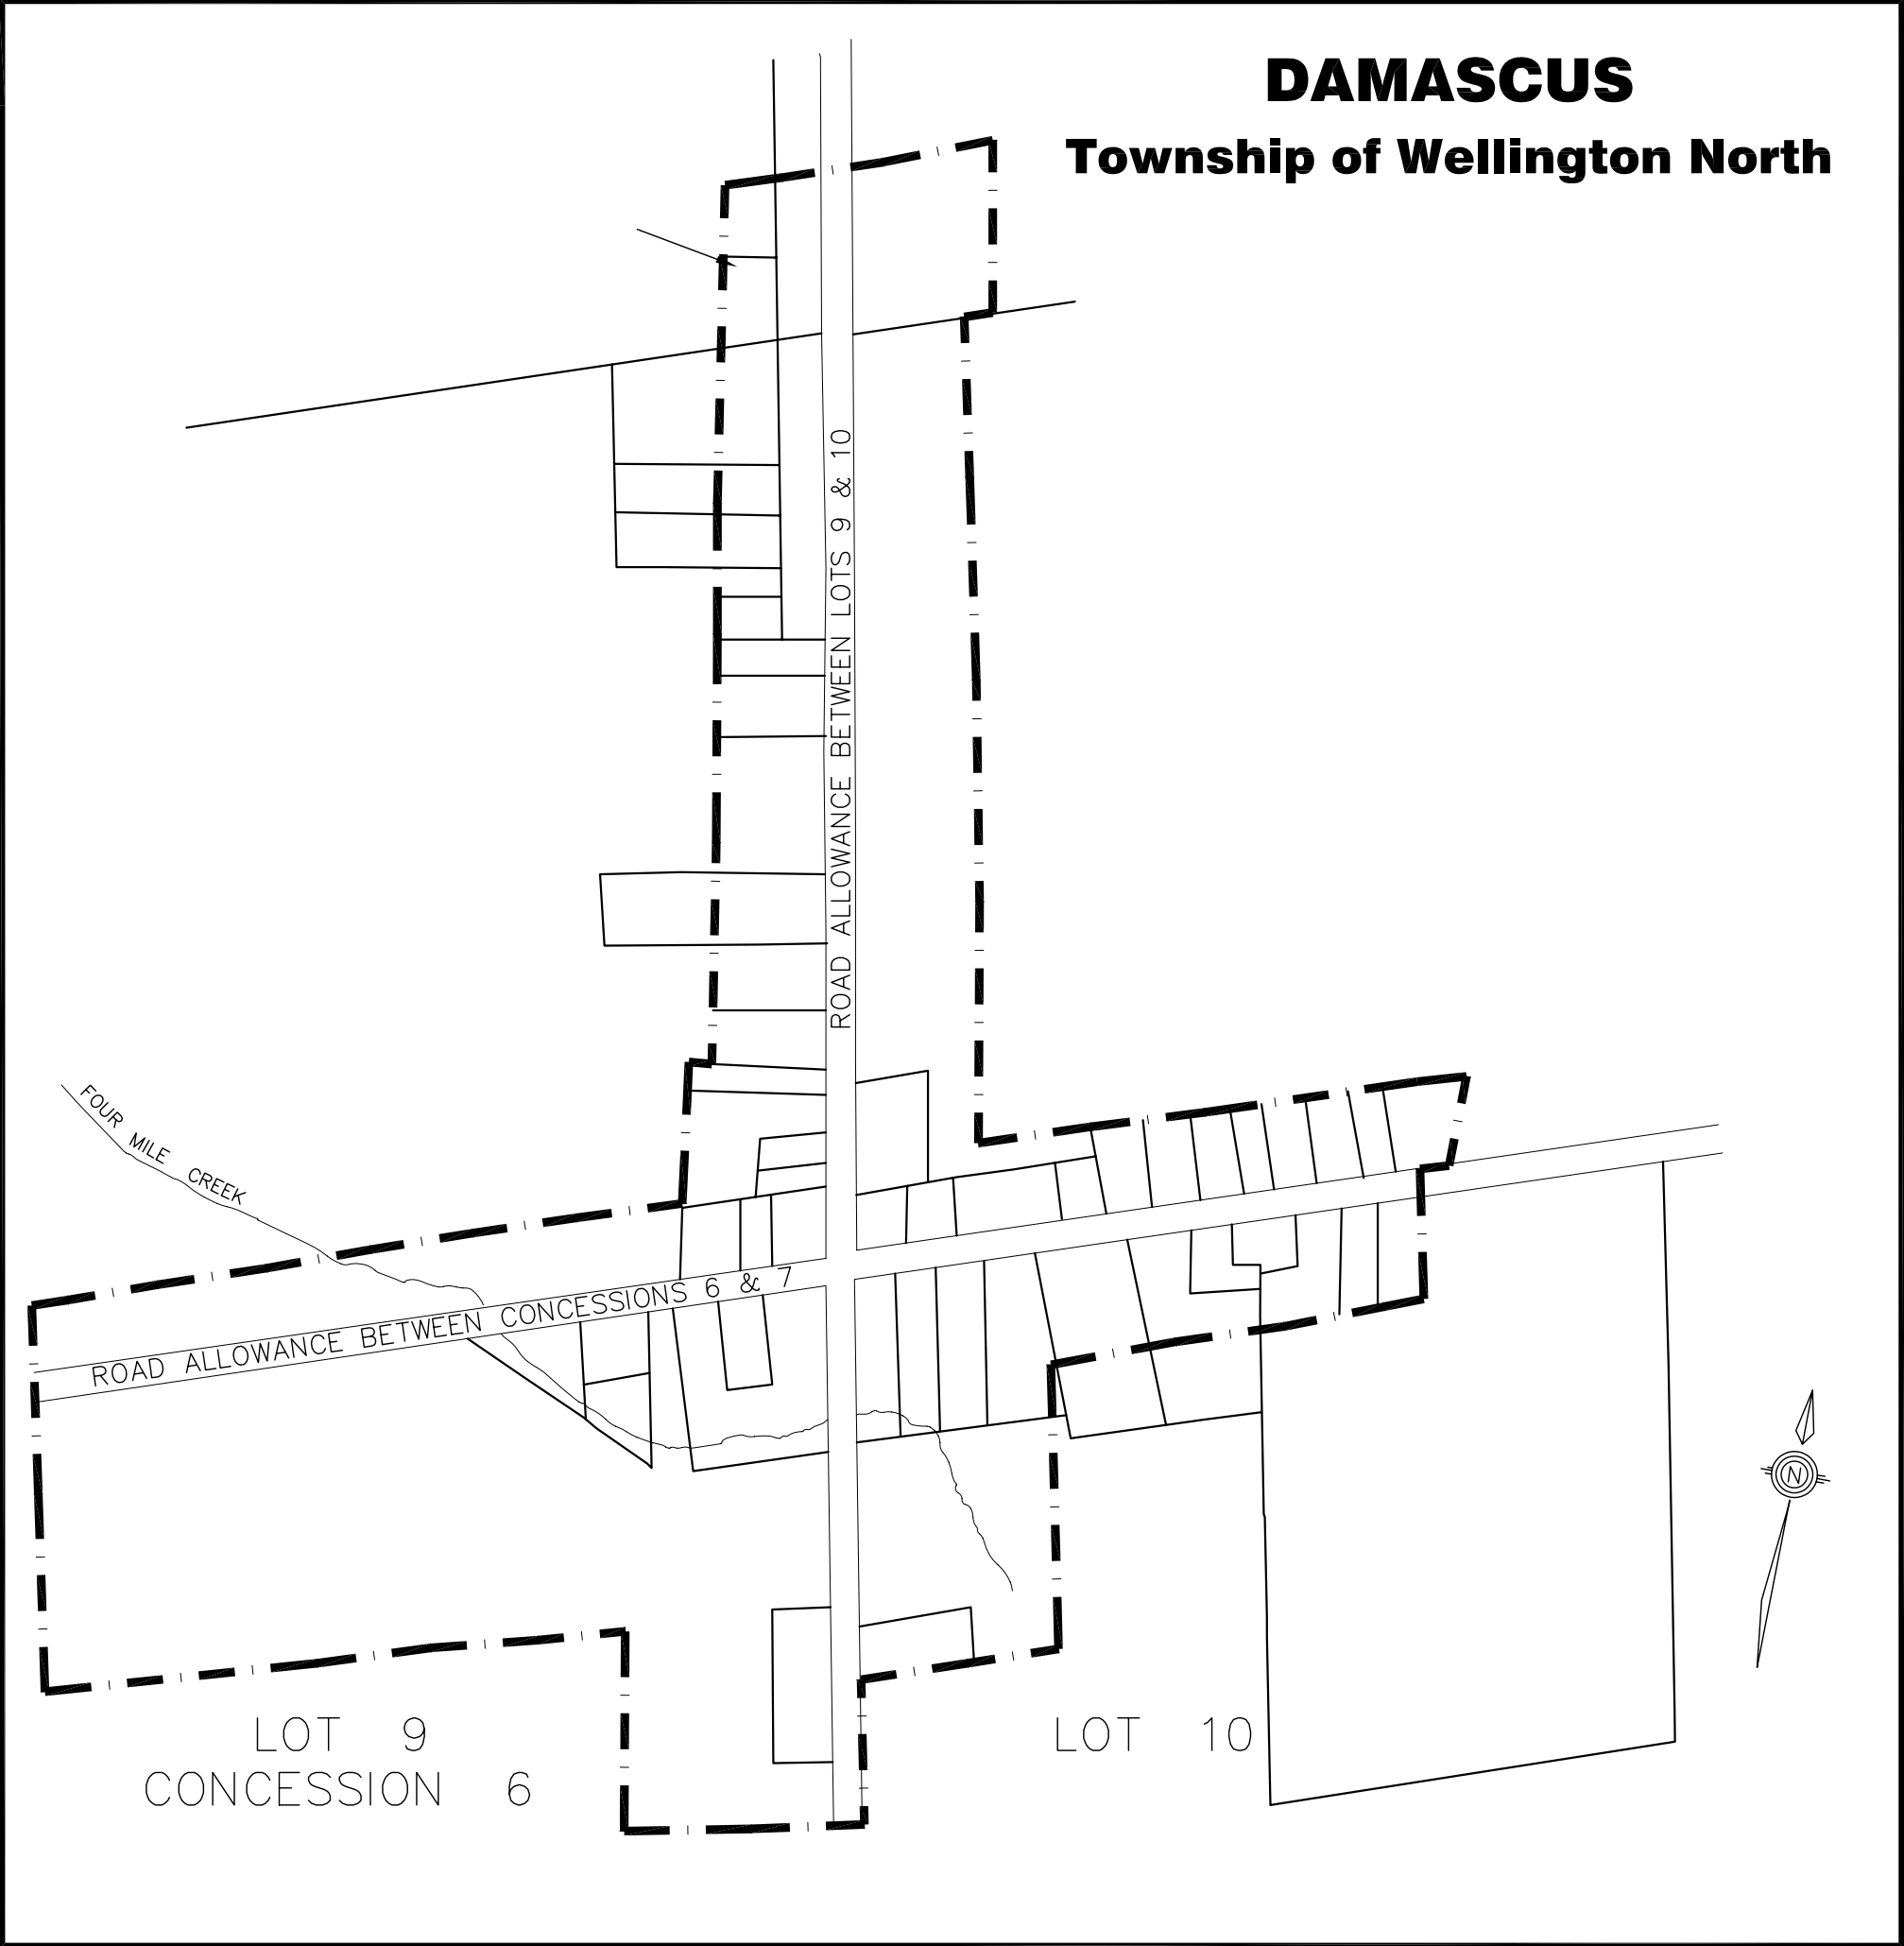 DAMASCUS
Township of Wellington North
ROAD ALLOWANCE BETWEEN LOTS 9 & 10
FOUR MILE CREEK
ROAD ALLOWANCE BETWEEN CONCESSIONS 6 & 7
N
LOT 9
CONCESSION 6
LOT 10